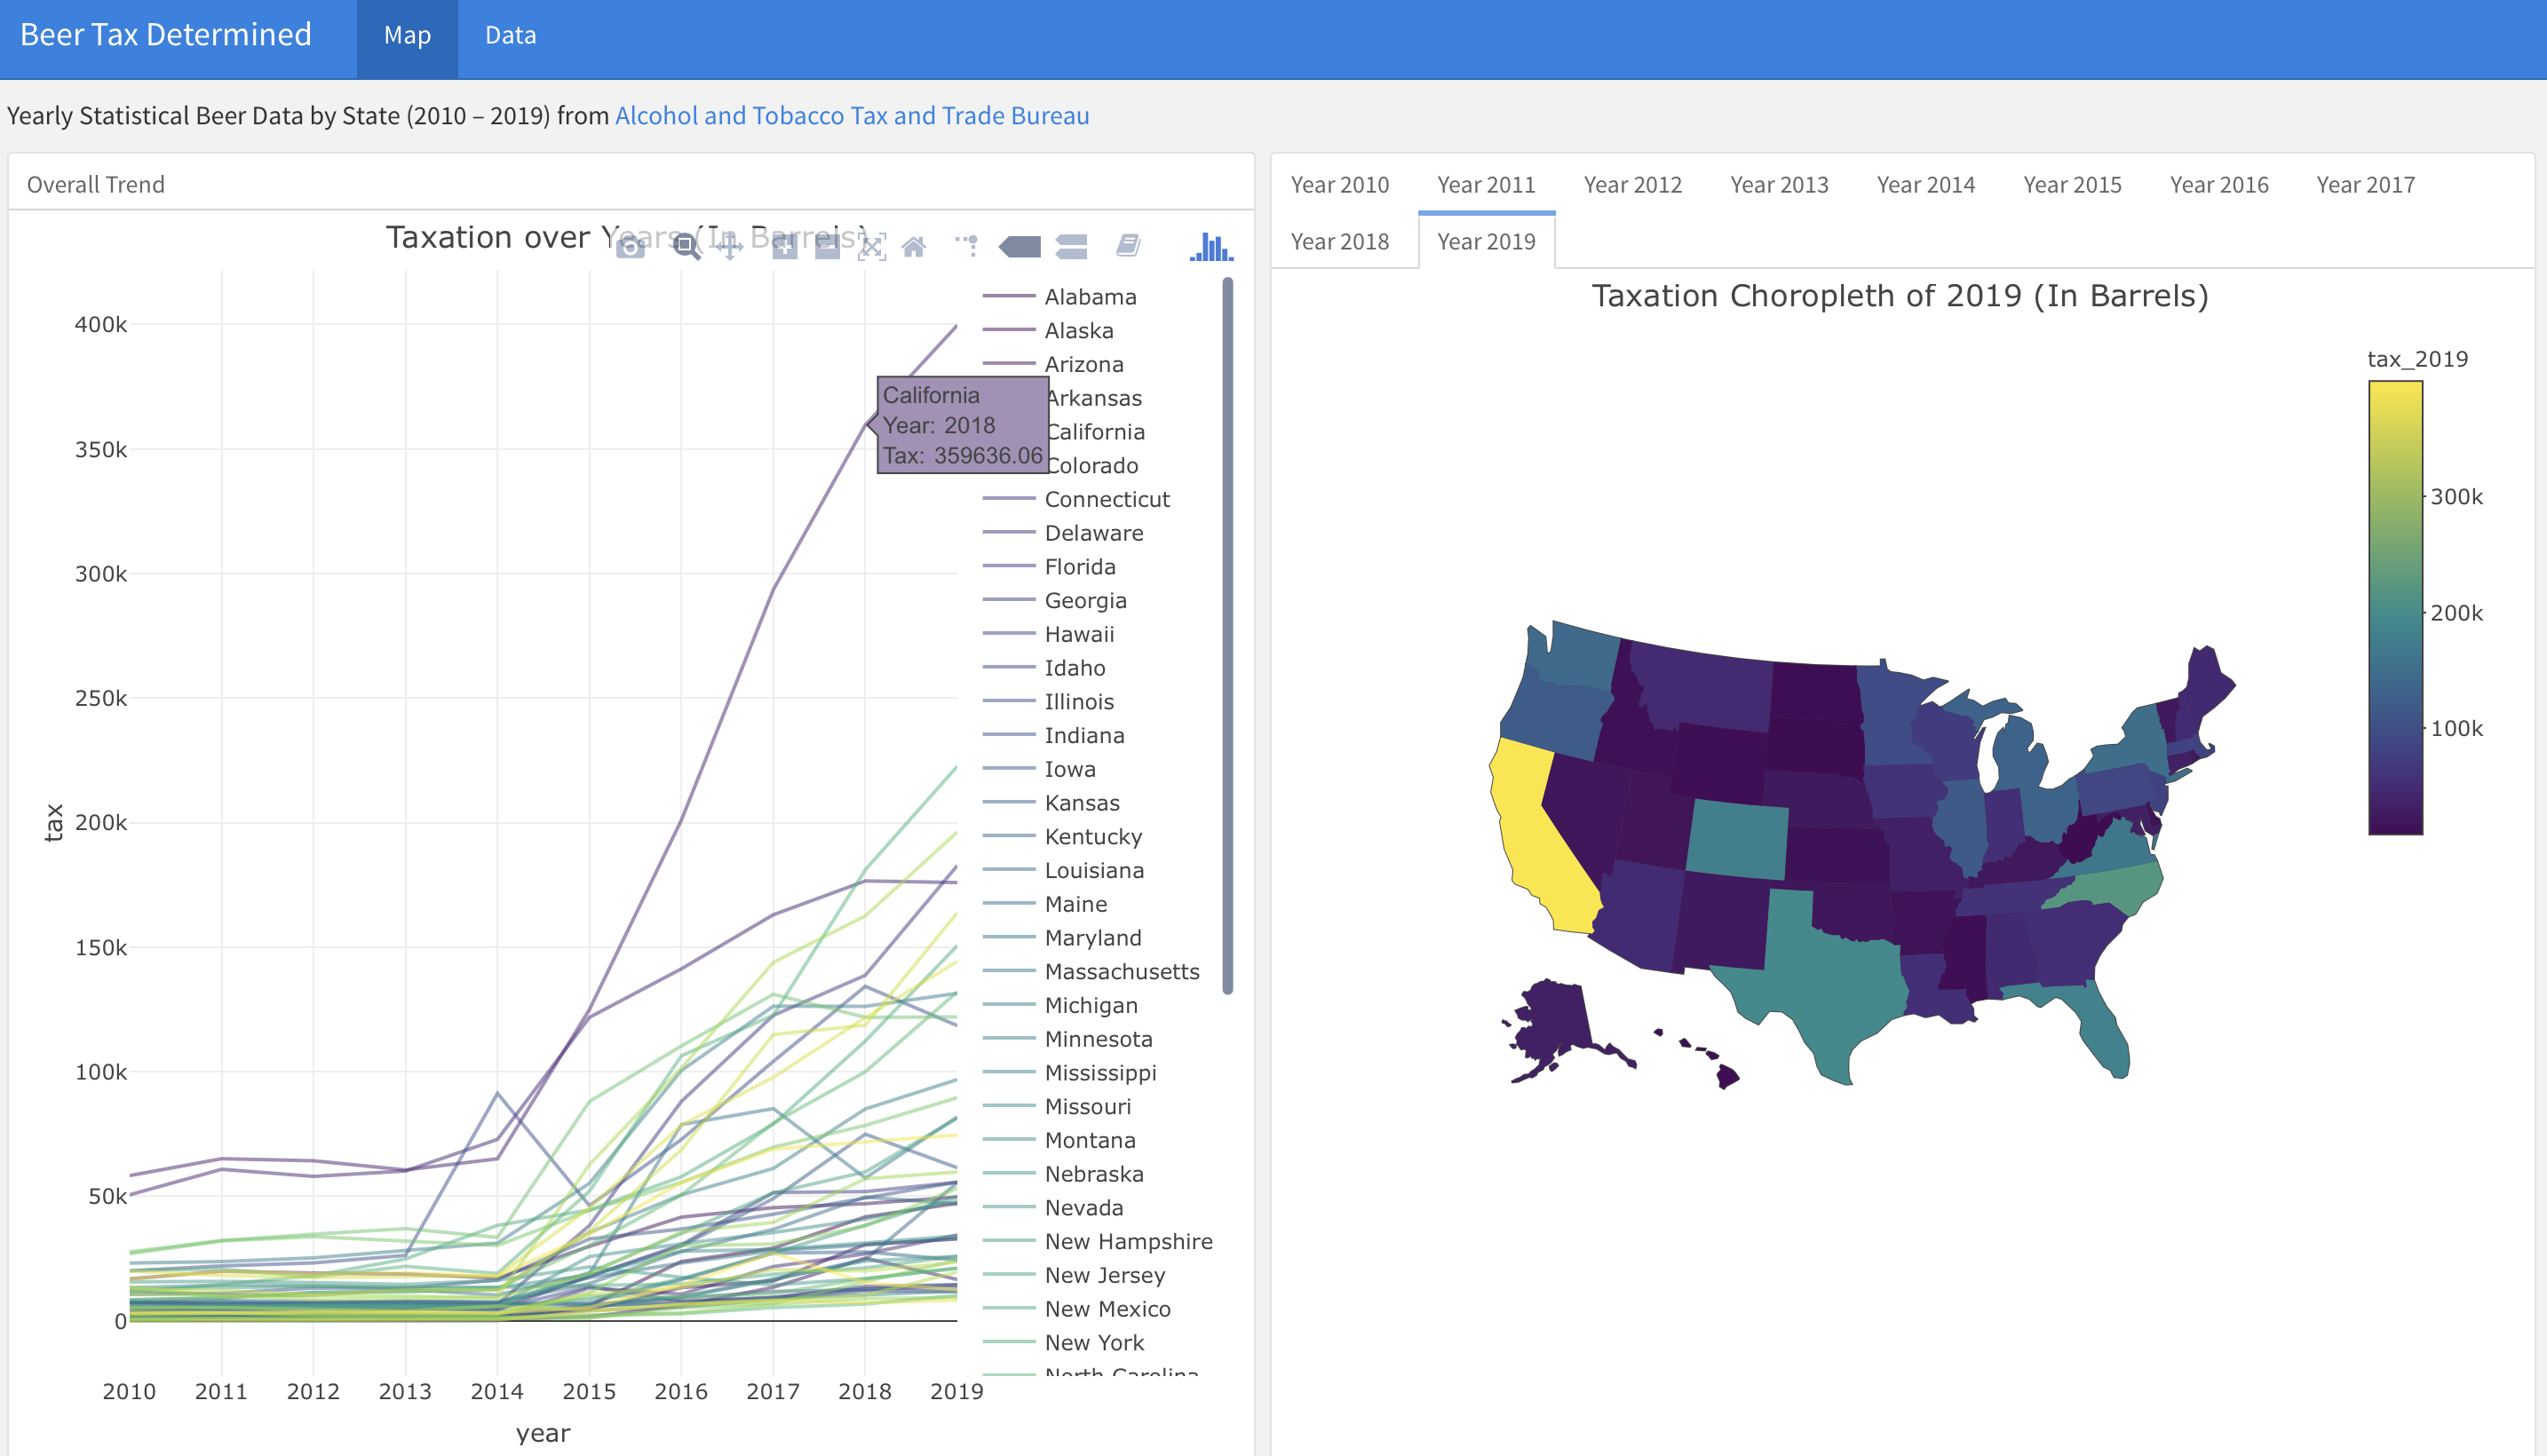 Beer Tax Determined
Map
Data
Yearly Statistical Beer Data by State (2010 – 2019) from Alcohol and Tobacco Tax and Trade Bureau
Overall Trend
Taxation over Years (In Barrels)
400k
350k
300k
250k
200k
150k
100k
50k
0
tax
2010 2011 2012 2013 2014 2015 2016 2017 2018 2019
year
California
Year: 2018
Tax: 359636.06
Alabama
Alaska
Arizona
Arkansas
California
Colorado
Connecticut
Delaware
Florida
Georgia
Hawaii
Idaho
Illinois
Indiana
Iowa
Kansas
Kentucky
Louisiana
Maine
Maryland
Massachusetts
Michigan
Minnesota
Mississippi
Missouri
Montana
Nebraska
Nevada
New Hampshire
New Jersey
New Mexico
New York
North Carolina
Year 2010 Year 2011 Year 2012 Year 2013 Year 2014 Year 2015 Year 2016 Year 2017
Year 2018 Year 2019
Taxation Choropleth of 2019 (In Barrels)
tax_2019
300k
200k
100k